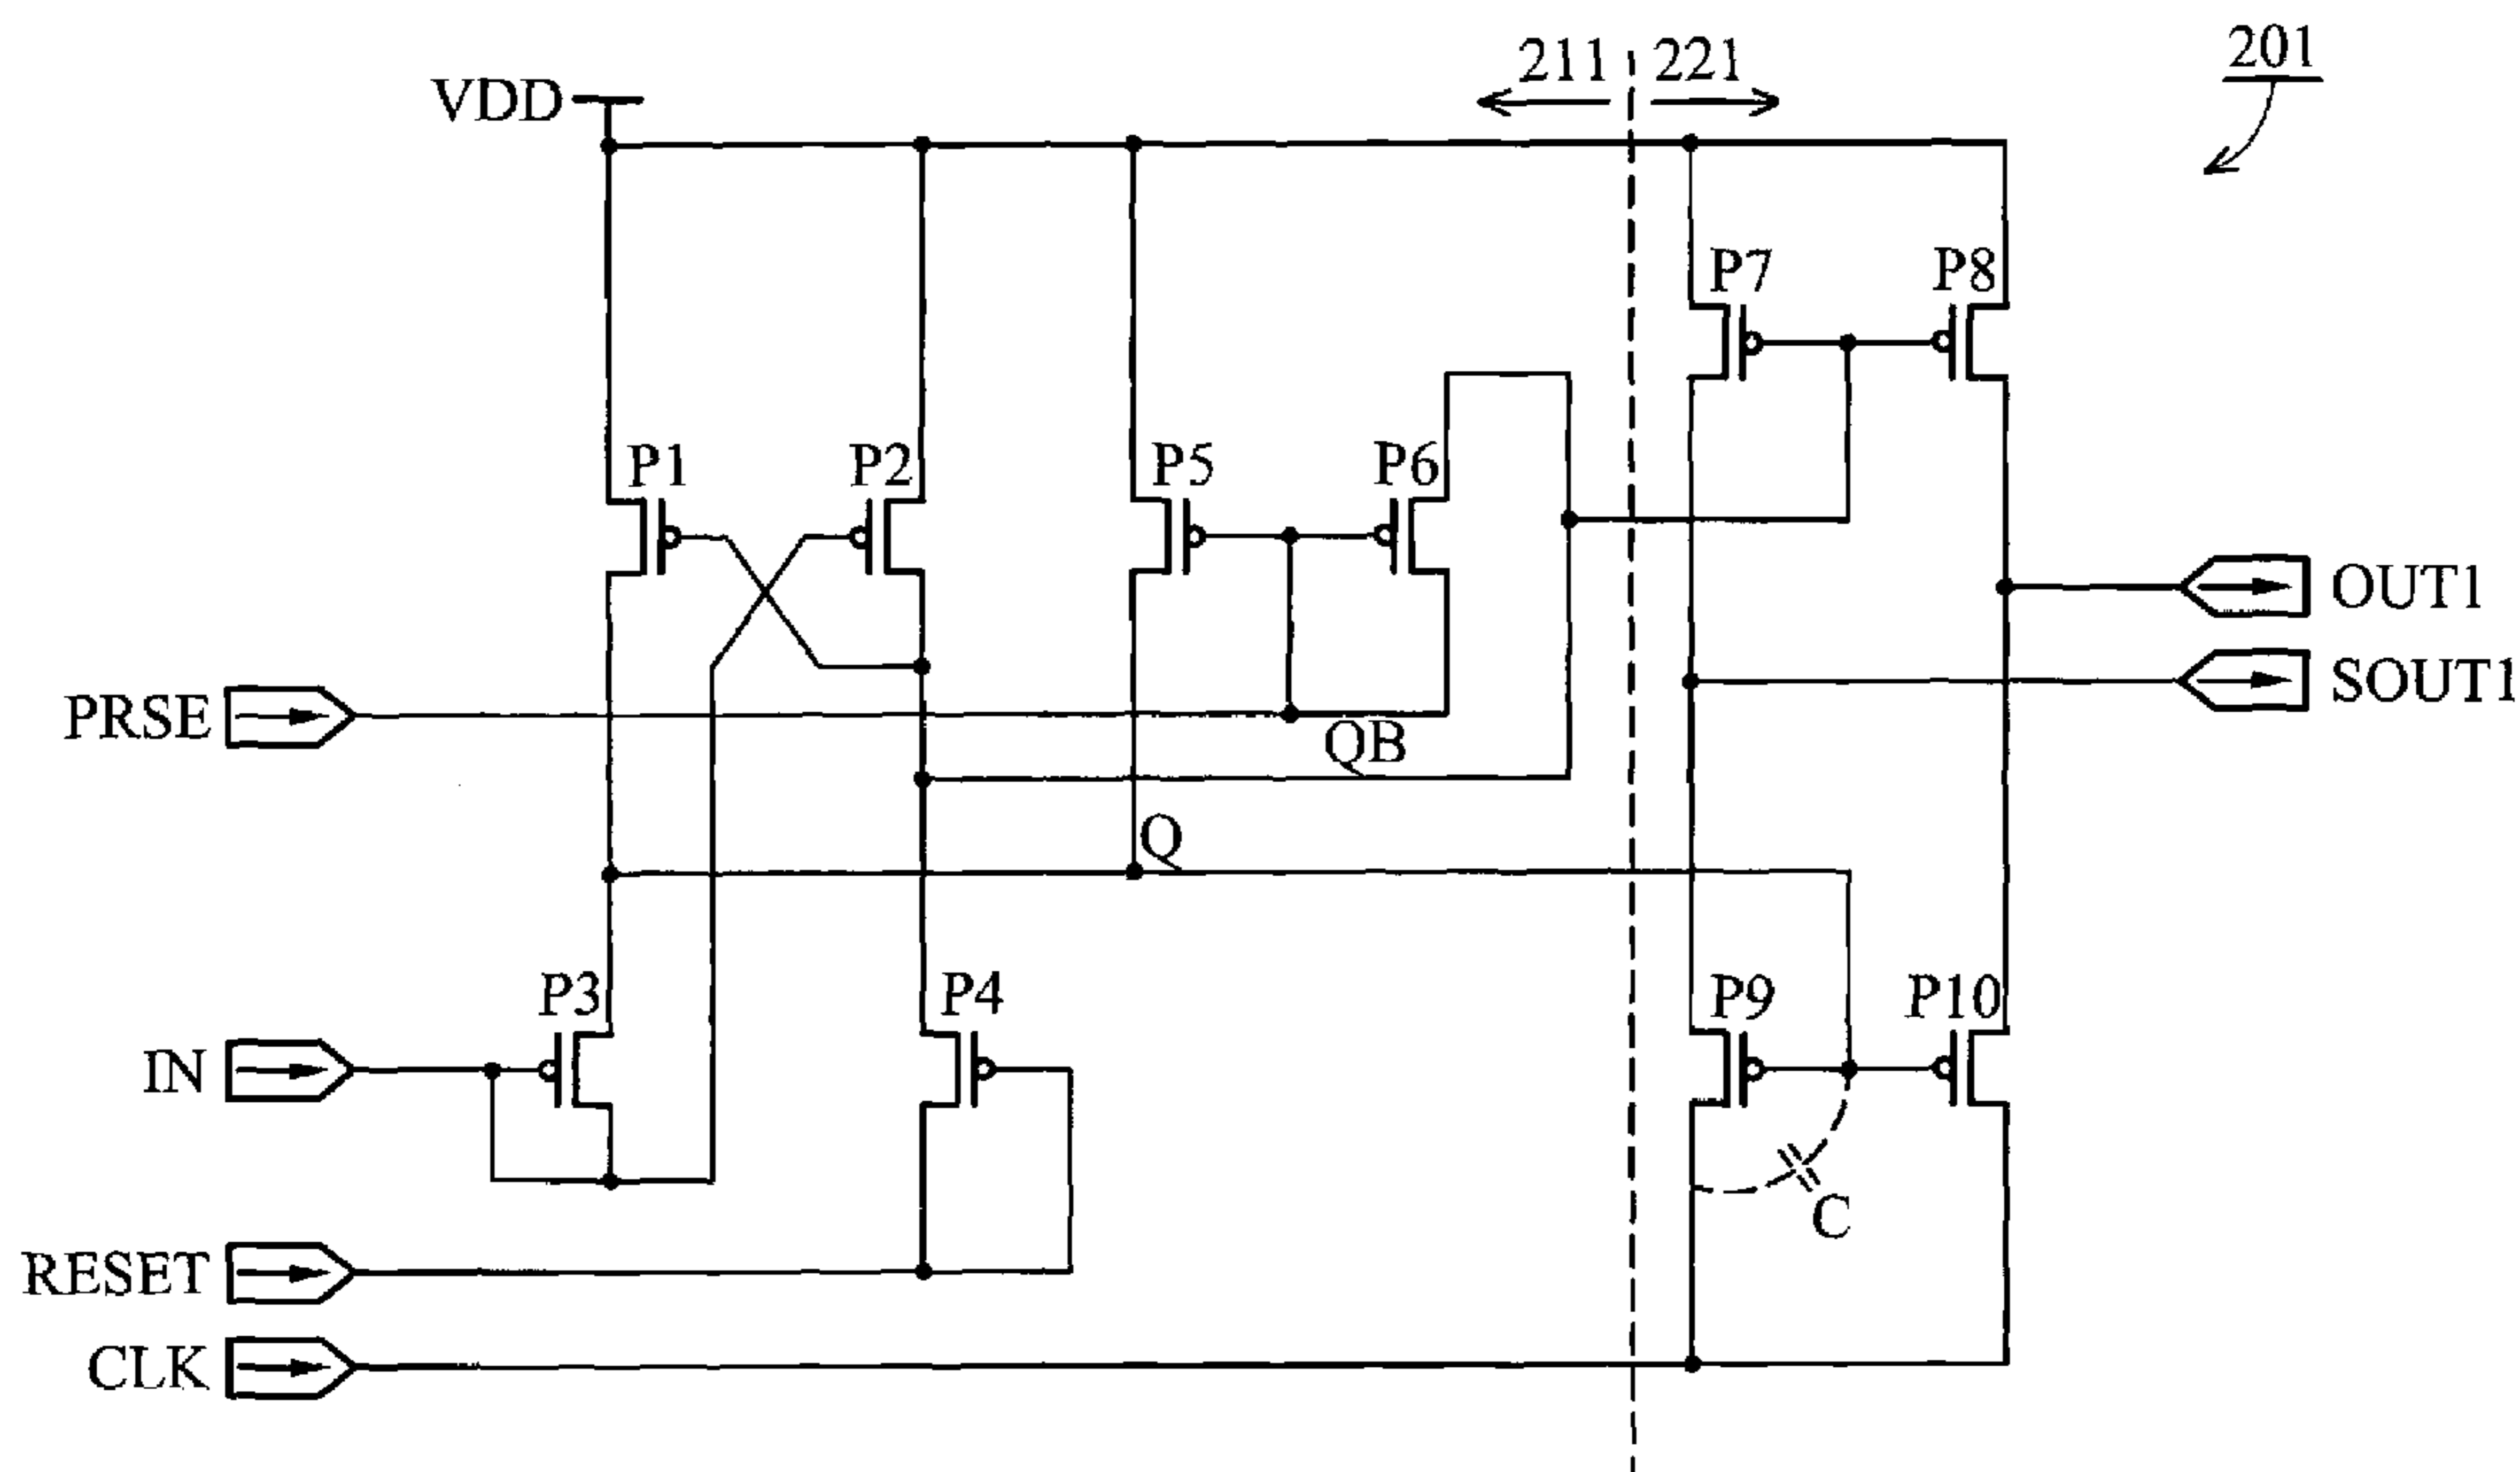 211 221
201
VDD
P7 P8
P1 P2 P5 P6
OUT1
PRSE
SOUT1
QB
Q
P3 P4 P9 P10
IN
C
RESET
CLK